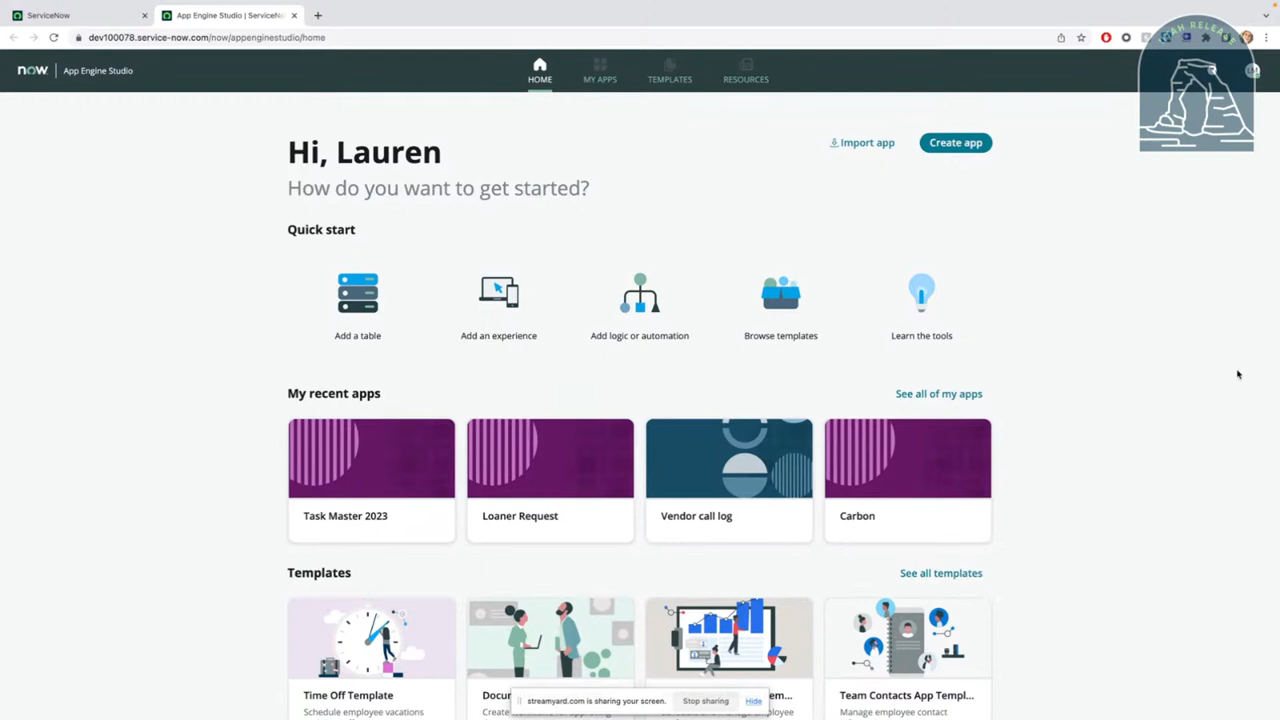 ServiceNow
App Engine Studio | ServiceNo
dev100078.service-now.com/now/appenginestudio/home
now
App Engine Studio
HOME
MY APPS
TEMPLATES
RESOURCES
Hi, Lauren
Import app
Create app
How do you want to get started?
Quick start
Add a table
Add an experience
Add logic or automation
Browse templates
Learn the tools
My recent apps
See all of my apps
Task Master 2023
Loaner Request
Vendor call log
Carbon
Templates
See all templates
Time Off Template
Docu
em...
Team Contacts App Templ...
Schedule employee vacations
Manage employee contact
streamyard.com is sharing your screen.
Stop sharing
Hide